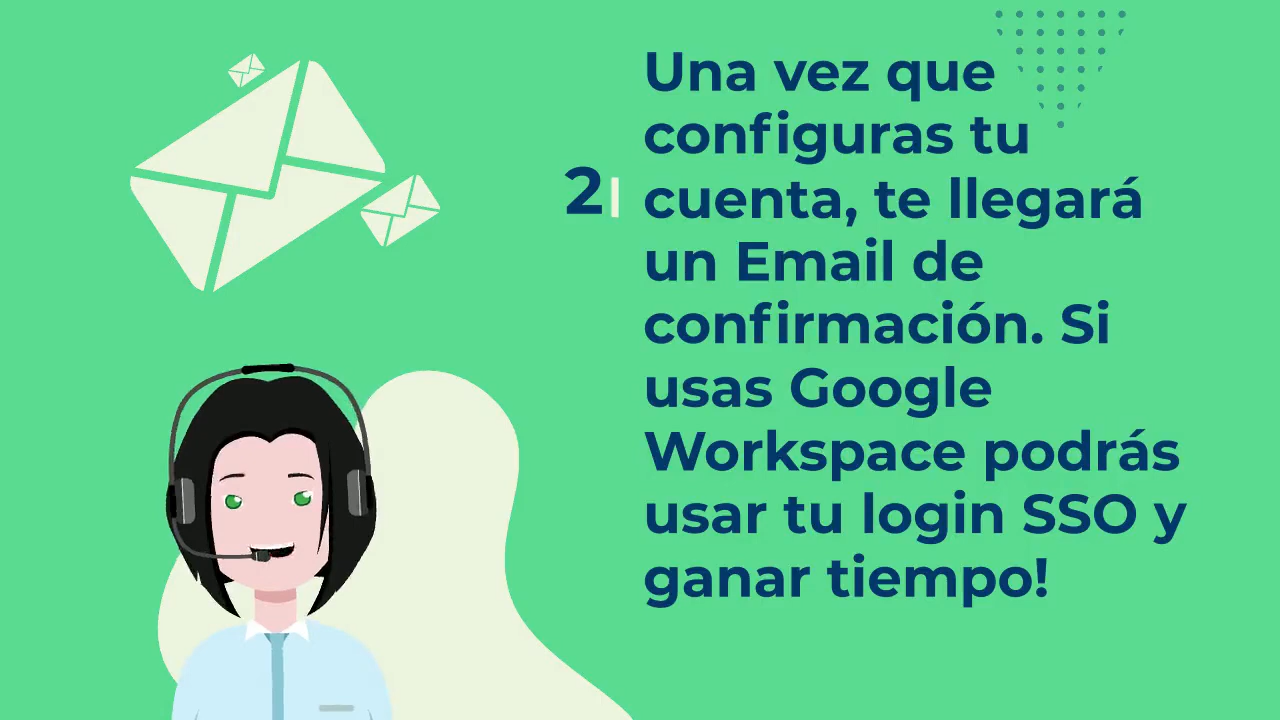 2
Una vez que
configuras tu
cuenta, te llegará
un Email de
confirmación. Si
usas Google
Workspace podrás
usar tu login SSO y
ganar tiempo!